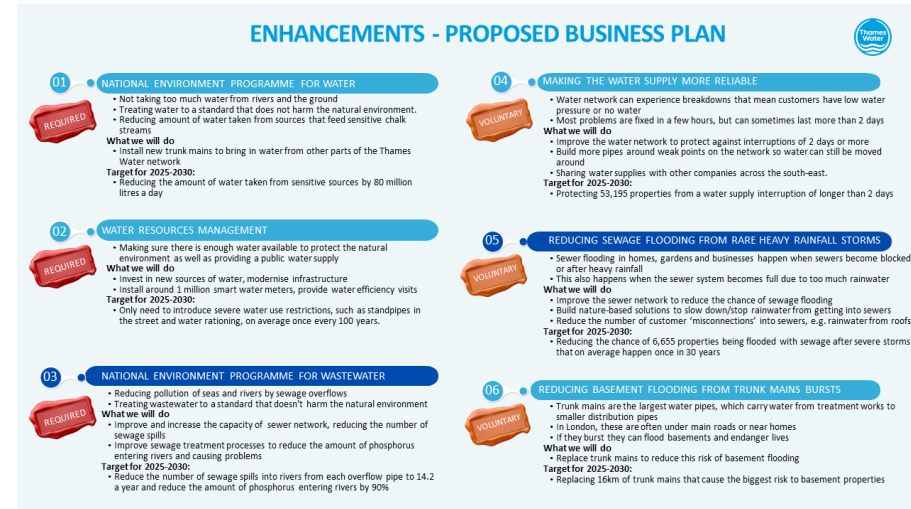 ENHANCEMENTS - PROPOSED BUSINESS PLAN
Thames
Water
01
NATIONAL ENVIRONMENT PROGRAMME FOR WATER
REQUIRED
• Not taking too much water from rivers and the ground
• Treating water to a standard that does not harm the natural environment.
• Reducing amount of water taken from sources that feed sensitive chalk
streams
What we will do
• Install new trunk mains to bring in water from other parts of the Thames
Water network
Target for 2025-2030:
• Reducing the amount of water taken from sensitive sources by 80 million
litres a day
02
WATER RESOURCES MANAGEMENT
REQUIRED
• Making sure there is enough water available to protect the natural
environment as well as providing a public water supply
What we will do
• Invest in new sources of water, modernise infrastructure
• Install around 1 million smart water meters, provide water efficiency visits
Target for 2025-2030:
• Only need to introduce severe water use restrictions, such as standpipes in
the street and water rationing, on average once every 100 years.
03
NATIONAL ENVIRONMENT PROGRAMME FOR WASTEWATER
REQUIRED
• Reducing pollution of seas and rivers by sewage overflows
• Treating wastewater to a standard that doesn't harm the natural environment
What we will do
• Improve and increase the capacity of sewer network, reducing the number of
sewage spills
• Improve sewage treatment processes to reduce the amount of phosphorus
entering rivers and causing problems
Target for 2025-2030:
• Reduce the number of sewage spills into rivers from each overflow pipe to 14.2
a year and reduce the amount of phosphorus entering rivers by 90%
04
MAKING THE WATER SUPPLY MORE RELIABLE
VOLUNTARY
• Water network can experience breakdowns that mean customers have low water
pressure or no water
• Most problems are fixed in a few hours, but can sometimes last more than 2 days
What we will do
• Improve the water network to protect against interruptions of 2 days or more
• Build more pipes around weak points on the network so water can still be moved
around
• Sharing water supplies with other companies across the south-east.
Target for 2025-2030:
• Protecting 53,195 properties from a water supply interruption of longer than 2 days
05
REDUCING SEWAGE FLOODING FROM RARE HEAVY RAINFALL STORMS
VOLUNTARY
• Sewer flooding in homes, gardens and businesses happen when sewers become blocked
or after heavy rainfall
• This also happens when the sewer system becomes full due to too much rainwater
What we will do
• Improve the sewer network to reduce the chance of sewage flooding
• Build nature-based solutions to slow down/stop rainwater from getting into sewers
• Reduce the number of customer ‘misconnections’ into sewers, e.g. rainwater from roofs
Target for 2025-2030:
• Reducing the chance of 6,655 properties being flooded with sewage after severe storms
that on average happen once in 30 years
06
REDUCING BASEMENT FLOODING FROM TRUNK MAINS BURSTS
VOLUNTARY
• Trunk mains are the largest water pipes, which carry water from treatment works to
smaller distribution pipes
• In London, these are often under main roads or near homes
• If they burst they can flood basements and endanger lives
What we will do
• Replace trunk mains to reduce this risk of basement flooding
Target for 2025-2030:
• Replacing 16km of trunk mains that cause the biggest risk to basement properties